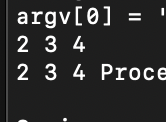 argv[0] = '
2 3 4
2 3 4 Proce